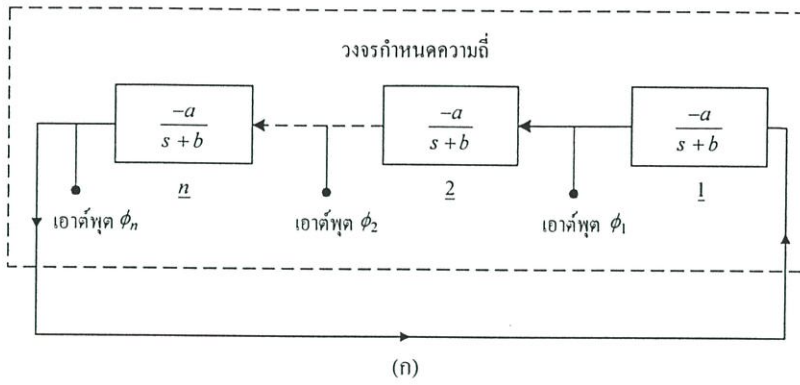 วงจรกำหนดความถี่
-a
s + b
-a
s + b
-a
s + b
n
2
1
เอาต์พุต ϕn
เอาต์พุต ϕ2
เอาต์พุต ϕ1
(ก)